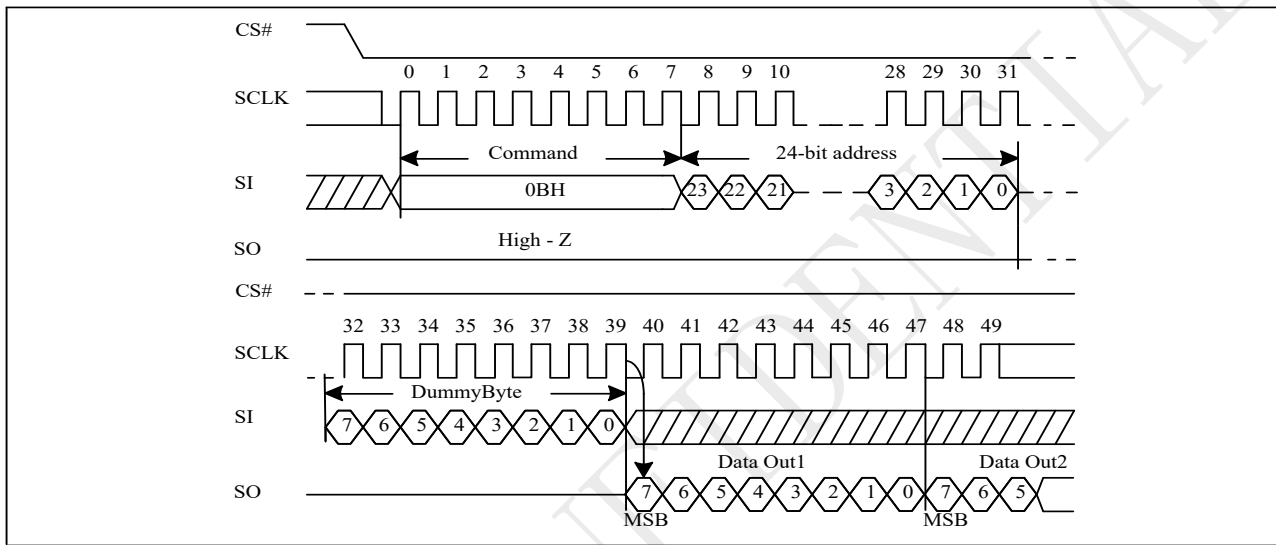 CS#
0 1 2 3 4 5 6 7 8 9 10 28 29 30 31
SCLK
Command 24-bit address
SI 0BH 23 22 21 3 2 1 0
High - Z
SO
CS#
32 33 34 35 36 37 38 39 40 41 42 43 44 45 46 47 48 49
SCLK
DummyByte
SI 7 6 5 4 3 2 1 0
Data Out1 Data Out2
SO 7 6 5 4 3 2 1 0 7 6 5
MSB MSB